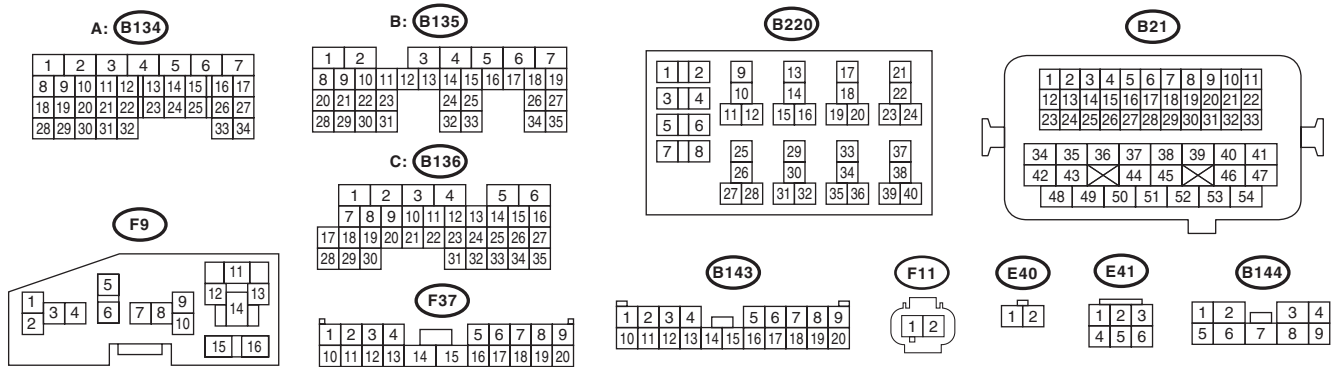 A: B134
1 2 3 4 5 6 7
8 9 10 11 12 13 14 15 16 17
18 19 20 21 22 23 24 25 26 27
28 29 30 31 32 33 34
B: B135
1 2 3 4 5 6 7
8 9 10 11 12 13 14 15 16 17 18 19
20 21 22 23 24 25 26 27
28 29 30 31 32 33 34 35
C: B136
1 2 3 4 5 6
7 8 9 10 11 12 13 14 15 16
17 18 19 20 21 22 23 24 25 26 27
28 29 30 31 32 33 34 35
B220
1 2 9 13 17 21
10 14 18 22
3 4 11 12 15 16 19 20 23 24
5 6
7 8 25 29 33 37
26 30 34 38
27 28 31 32 35 36 39 40
B21
1 2 3 4 5 6 7 8 9 10 11
12 13 14 15 16 17 18 19 20 21 22
23 24 25 26 27 28 29 30 31 32 33
34 35 36 37 38 39 40 41
42 43 44 45 46 47
48 49 50 51 52 53 54
F9
5 11
1 3 4 6 7 8 9 12 14 13
2 10
15 16
F37
1 2 3 4 5 6 7 8 9
10 11 12 13 14 15 16 17 18 19 20
B143
1 2 3 4 5 6 7 8 9
10 11 12 13 14 15 16 17 18 19 20
F11
1 2
E40
1 2
E41
1 2 3
4 5 6
B144
1 2 3 4
5 6 7 8 9